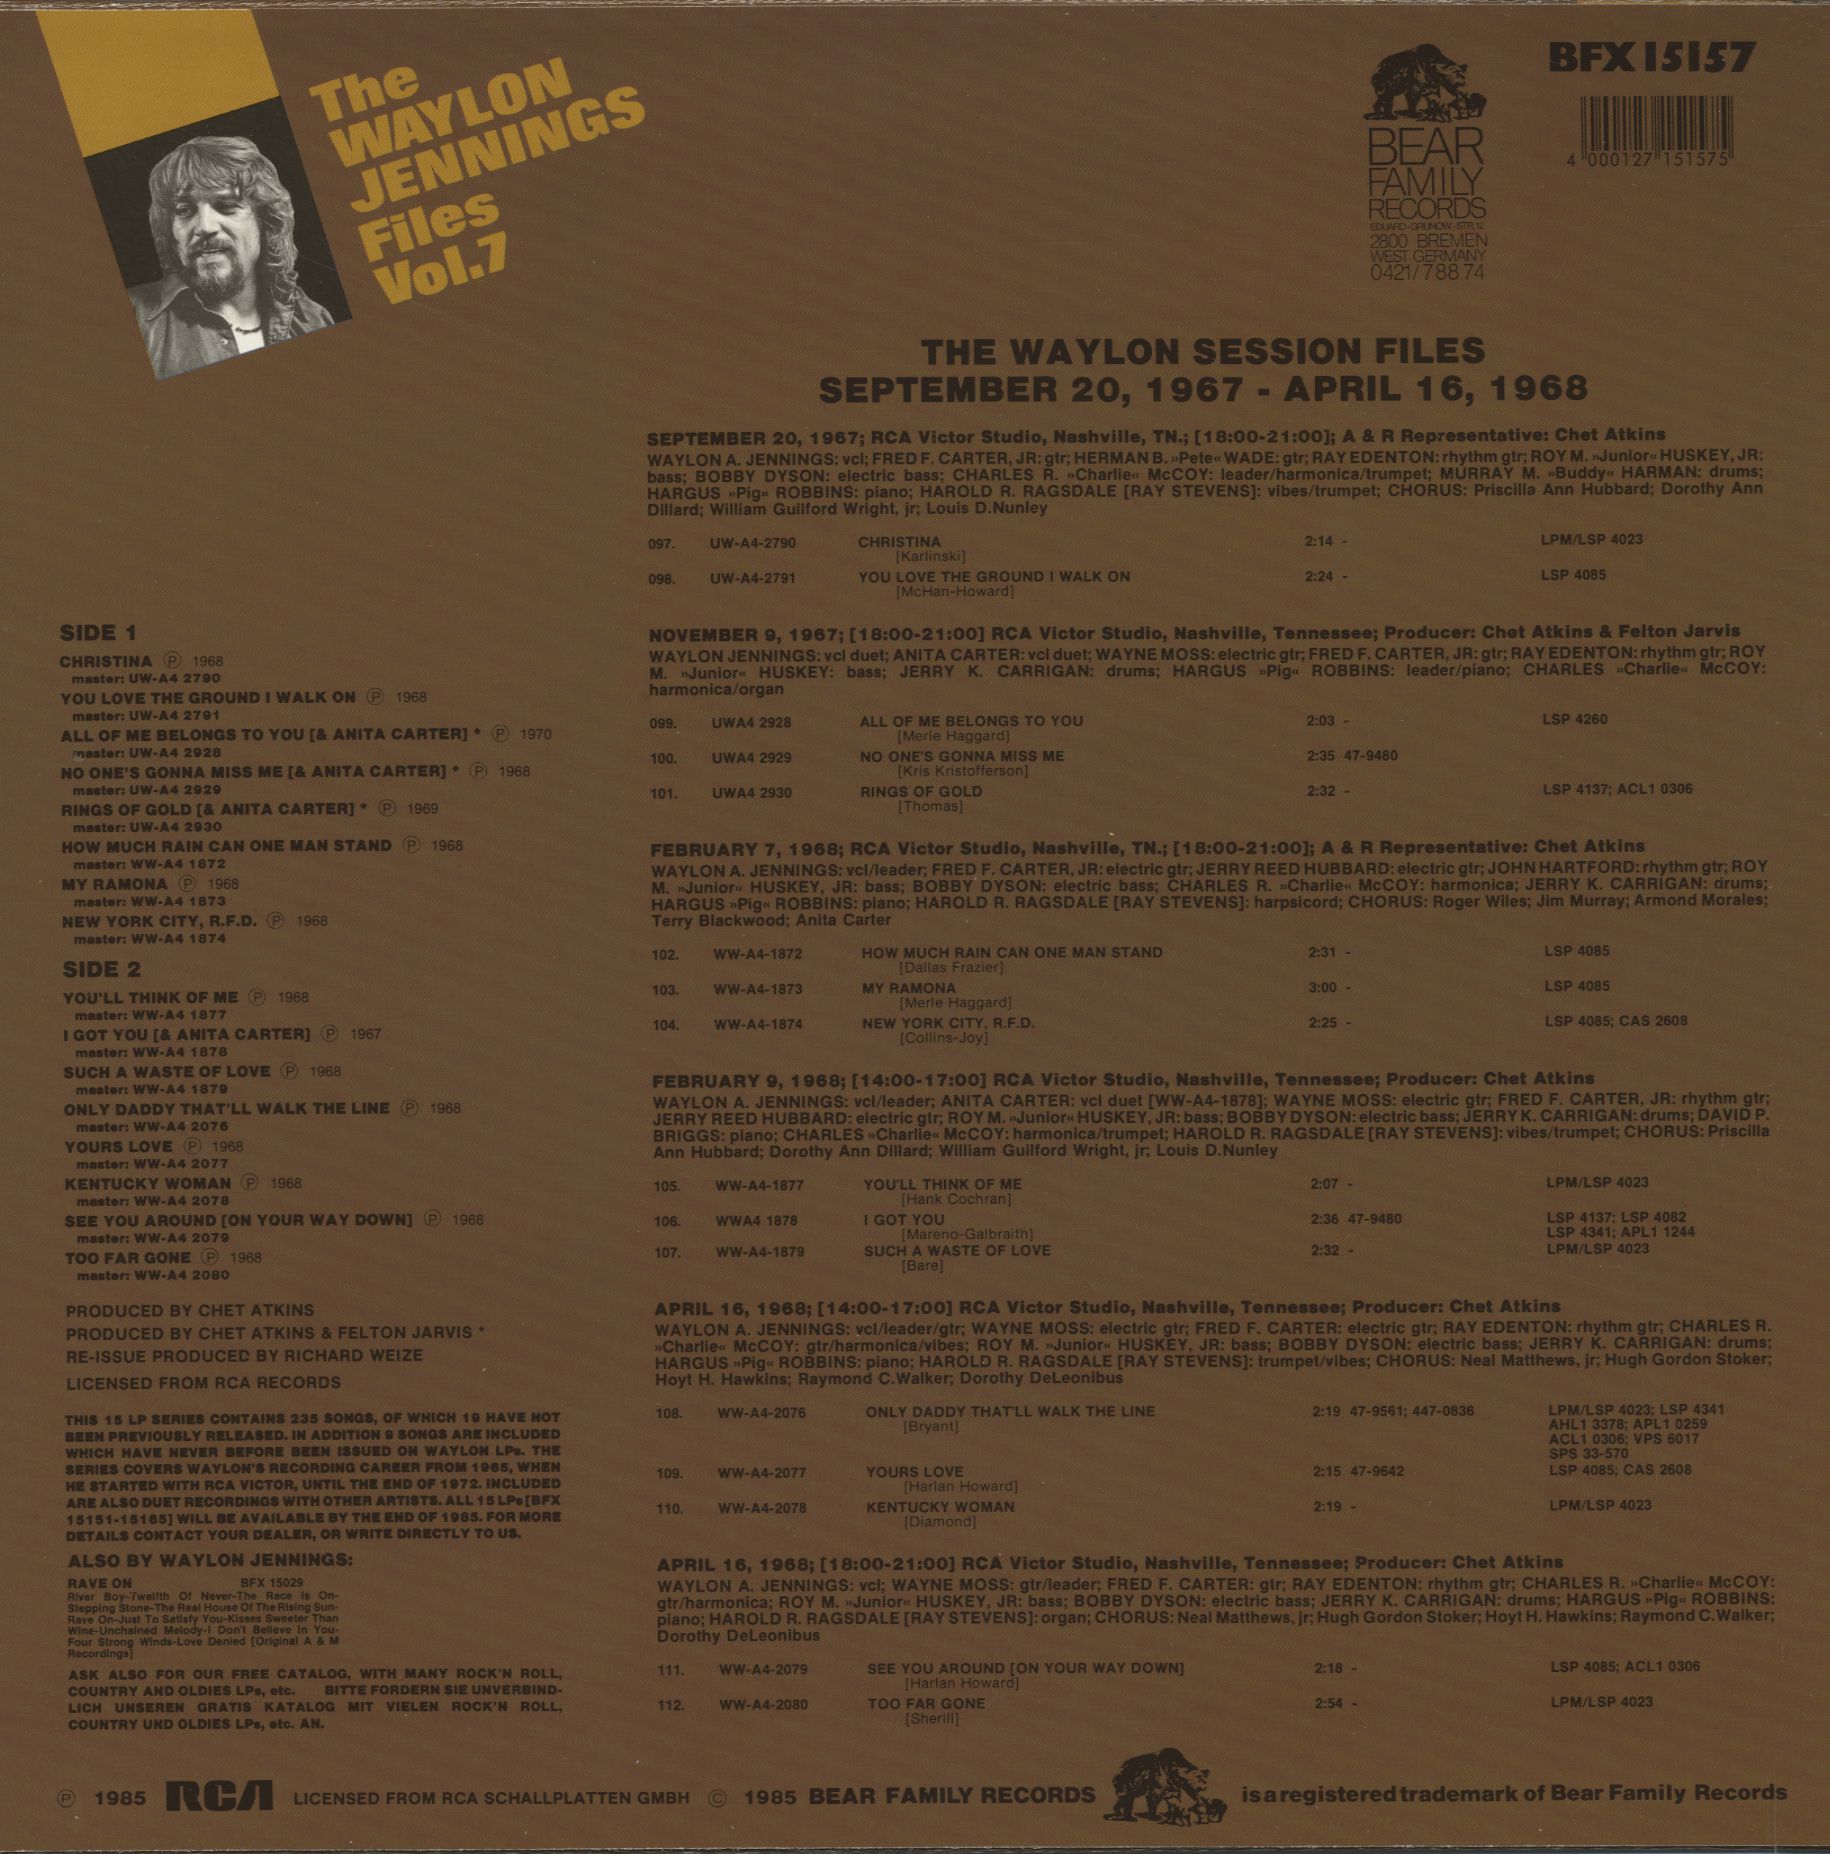 The
WAYLON
JENNINGS
Files
Vol.7
BEAR
FAMILY
RECORDS
EDUARD-GRUNOW-STR. 12
2800 BREMEN
WEST GERMANY
0421/7 88 74
BFX 15157
4 000127 151575
THE WAYLON SESSION FILES
SEPTEMBER 20, 1967 - APRIL 16, 1968
SIDE 1
CHRISTINA Ⓟ 1968
master: UW-A4 2790
YOU LOVE THE GROUND I WALK ON Ⓟ 1968
master: UW-A4 2791
ALL OF ME BELONGS TO YOU [& ANITA CARTER] * Ⓟ 1970
master: UW-A4 2928
NO ONE'S GONNA MISS ME [& ANITA CARTER] * Ⓟ 1968
master: UW-A4 2929
RINGS OF GOLD [& ANITA CARTER] * Ⓟ 1969
master: UW-A4 2930
HOW MUCH RAIN CAN ONE MAN STAND Ⓟ 1968
master: WW-A4 1872
MY RAMONA Ⓟ 1968
master: WW-A4 1873
NEW YORK CITY, R.F.D. Ⓟ 1968
master: WW-A4 1874
SIDE 2
YOU'LL THINK OF ME Ⓟ 1968
master: WW-A4 1877
I GOT YOU [& ANITA CARTER] Ⓟ 1967
master: WW-A4 1878
SUCH A WASTE OF LOVE Ⓟ 1968
master: WW-A4 1879
ONLY DADDY THAT'LL WALK THE LINE Ⓟ 1968
master: WW-A4 2076
YOURS LOVE Ⓟ 1968
master: WW-A4 2077
KENTUCKY WOMAN Ⓟ 1968
master: WW-A4 2078
SEE YOU AROUND [ON YOUR WAY DOWN] Ⓟ 1968
master: WW-A4 2079
TOO FAR GONE Ⓟ 1968
master: WW-A4 2080
PRODUCED BY CHET ATKINS
PRODUCED BY CHET ATKINS & FELTON JARVIS *
RE-ISSUE PRODUCED BY RICHARD WEIZE
LICENSED FROM RCA RECORDS
THIS 15 LP SERIES CONTAINS 235 SONGS, OF WHICH 19 HAVE NOT
BEEN PREVIOUSLY RELEASED. IN ADDITION 9 SONGS ARE INCLUDED
WHICH HAVE NEVER BEFORE BEEN ISSUED ON WAYLON LPs. THE
SERIES COVERS WAYLON'S RECORDING CAREER FROM 1965, WHEN
HE STARTED WITH RCA VICTOR, UNTIL THE END OF 1972. INCLUDED
ARE ALSO DUET RECORDINGS WITH OTHER ARTISTS. ALL 15 LPs [BFX
15151-15165] WILL BE AVAILABLE BY THE END OF 1985. FOR MORE
DETAILS CONTACT YOUR DEALER, OR WRITE DIRECTLY TO US.
ALSO BY WAYLON JENNINGS:
RAVE ON BFX 15029
River Boy-Twelfth Of Never-The Race Is On-
Stepping Stone-The Real House Of The Rising Sun-
Rave On-Just To Satisfy You-Kisses Sweeter Than
Wine-Unchained Melody-I Don't Believe In You-
Four Strong Winds-Love Denied [Original A & M
Recordings]
ASK ALSO FOR OUR FREE CATALOG, WITH MANY ROCK'N ROLL,
COUNTRY AND OLDIES LPs, etc. BITTE FORDERN SIE UNVERBIND-
LICH UNSEREN GRATIS KATALOG MIT VIELEN ROCK'N ROLL,
COUNTRY UND OLDIES LPs, etc. AN.
SEPTEMBER 20, 1967; RCA Victor Studio, Nashville, TN.; [18:00-21:00]; A & R Representative: Chet Atkins
WAYLON A. JENNINGS: vcl; FRED F. CARTER, JR: gtr; HERMAN B. »Pete« WADE: gtr; RAY EDENTON: rhythm gtr; ROY M. »Junior« HUSKEY, JR:
bass; BOBBY DYSON: electric bass; CHARLES R. »Charlie« McCOY: leader/harmonica/trumpet; MURRAY M. »Buddy« HARMAN: drums;
HARGUS »Pig« ROBBINS: piano; HAROLD R. RAGSDALE [RAY STEVENS]: vibes/trumpet; CHORUS: Priscilla Ann Hubbard; Dorothy Ann
Dillard; William Guilford Wright, jr; Louis D.Nunley
097. UW-A4-2790 CHRISTINA 2:14 - LPM/LSP 4023
[Karlinski]
098. UW-A4-2791 YOU LOVE THE GROUND I WALK ON 2:24 - LSP 4085
[McHan-Howard]
NOVEMBER 9, 1967; [18:00-21:00] RCA Victor Studio, Nashville, Tennessee; Producer: Chet Atkins & Felton Jarvis
WAYLON JENNINGS: vcl duet; ANITA CARTER: vcl duet; WAYNE MOSS: electric gtr; FRED F. CARTER, JR: gtr; RAY EDENTON: rhythm gtr; ROY
M. »Junior« HUSKEY: bass; JERRY K. CARRIGAN: drums; HARGUS »Pig« ROBBINS: leader/piano; CHARLES »Charlie« McCOY:
harmonica/organ
099. UWA4 2928 ALL OF ME BELONGS TO YOU 2:03 - LSP 4260
[Merle Haggard]
100. UWA4 2929 NO ONE'S GONNA MISS ME 2:35 47-9480
[Kris Kristofferson]
101. UWA4 2930 RINGS OF GOLD 2:32 - LSP 4137; ACL1 0306
[Thomas]
FEBRUARY 7, 1968; RCA Victor Studio, Nashville, TN.; [18:00-21:00]; A & R Representative: Chet Atkins
WAYLON A. JENNINGS: vcl/leader; FRED F. CARTER, JR: electric gtr; JERRY REED HUBBARD: electric gtr; JOHN HARTFORD: rhythm gtr; ROY
M. »Junior« HUSKEY, JR: bass; BOBBY DYSON: electric bass; CHARLES R. »Charlie« McCOY: harmonica; JERRY K. CARRIGAN: drums;
HARGUS »Pig« ROBBINS: piano; HAROLD R. RAGSDALE [RAY STEVENS]: harpsicord; CHORUS: Roger Wiles; Jim Murray; Armond Morales;
Terry Blackwood; Anita Carter
102. WW-A4-1872 HOW MUCH RAIN CAN ONE MAN STAND 2:31 - LSP 4085
[Dallas Frazier]
103. WW-A4-1873 MY RAMONA 3:00 - LSP 4085
[Merle Haggard]
104. WW-A4-1874 NEW YORK CITY, R.F.D. 2:25 - LSP 4085; CAS 2608
[Collins-Joy]
FEBRUARY 9, 1968; [14:00-17:00] RCA Victor Studio, Nashville, Tennessee; Producer: Chet Atkins
WAYLON A. JENNINGS: vcl/leader; ANITA CARTER: vcl duet [WW-A4-1878]; WAYNE MOSS: electric gtr; FRED F. CARTER, JR: rhythm gtr;
JERRY REED HUBBARD: electric gtr; ROY M. »Junior« HUSKEY, JR: bass; BOBBY DYSON: electric bass; JERRY K. CARRIGAN: drums; DAVID P.
BRIGGS: piano; CHARLES »Charlie« McCOY: harmonica/trumpet; HAROLD R. RAGSDALE [RAY STEVENS]: vibes/trumpet; CHORUS: Priscilla
Ann Hubbard; Dorothy Ann Dillard; William Guilford Wright, jr; Louis D.Nunley
105. WW-A4-1877 YOU'LL THINK OF ME 2:07 - LPM/LSP 4023
[Hank Cochran]
106. WWA4 1878 I GOT YOU 2:36 47-9480 LSP 4137; LSP 4082
[Mareno-Galbraith] LSP 4341; APL1 1244
107. WW-A4-1879 SUCH A WASTE OF LOVE 2:32 - LPM/LSP 4023
[Bare]
APRIL 16, 1968; [14:00-17:00] RCA Victor Studio, Nashville, Tennessee; Producer: Chet Atkins
WAYLON A. JENNINGS: vcl/leader/gtr; WAYNE MOSS: electric gtr; FRED F. CARTER: electric gtr; RAY EDENTON: rhythm gtr; CHARLES R.
»Charlie« McCOY: gtr/harmonica/vibes; ROY M. »Junior« HUSKEY, JR: bass; BOBBY DYSON: electric bass; JERRY K. CARRIGAN: drums;
HARGUS »Pig« ROBBINS: piano; HAROLD R. RAGSDALE [RAY STEVENS]: trumpet/vibes; CHORUS: Neal Matthews, jr; Hugh Gordon Stoker;
Hoyt H. Hawkins; Raymond C.Walker; Dorothy DeLeonibus
108. WW-A4-2076 ONLY DADDY THAT'LL WALK THE LINE 2:19 47-9561; 447-0836 LPM/LSP 4023; LSP 4341
[Bryant] AHL1 3378; APL1 0259
ACL1 0306; VPS 6017
SPS 33-570
109. WW-A4-2077 YOURS LOVE 2:15 47-9642 LSP 4085; CAS 2608
[Harlan Howard]
110. WW-A4-2078 KENTUCKY WOMAN 2:19 - LPM/LSP 4023
[Diamond]
APRIL 16, 1968; [18:00-21:00] RCA Victor Studio, Nashville, Tennessee; Producer: Chet Atkins
WAYLON A. JENNINGS: vcl; WAYNE MOSS: gtr/leader; FRED F. CARTER: gtr; RAY EDENTON: rhythm gtr; CHARLES R. »Charlie« McCOY:
gtr/harmonica; ROY M. »Junior« HUSKEY, JR: bass; BOBBY DYSON: electric bass; JERRY K. CARRIGAN: drums; HARGUS »Pig« ROBBINS:
piano; HAROLD R. RAGSDALE [RAY STEVENS]: organ; CHORUS: Neal Matthews, jr; Hugh Gordon Stoker; Hoyt H. Hawkins; Raymond C.Walker;
Dorothy DeLeonibus
111. WW-A4-2079 SEE YOU AROUND [ON YOUR WAY DOWN] 2:18 - LSP 4085; ACL1 0306
[Harlan Howard]
112. WW-A4-2080 TOO FAR GONE 2:54 - LPM/LSP 4023
[Sherill]
Ⓟ 1985 RCA LICENSED FROM RCA SCHALLPLATTEN GMBH © 1985 BEAR FAMILY RECORDS is a registered trademark of Bear Family Records